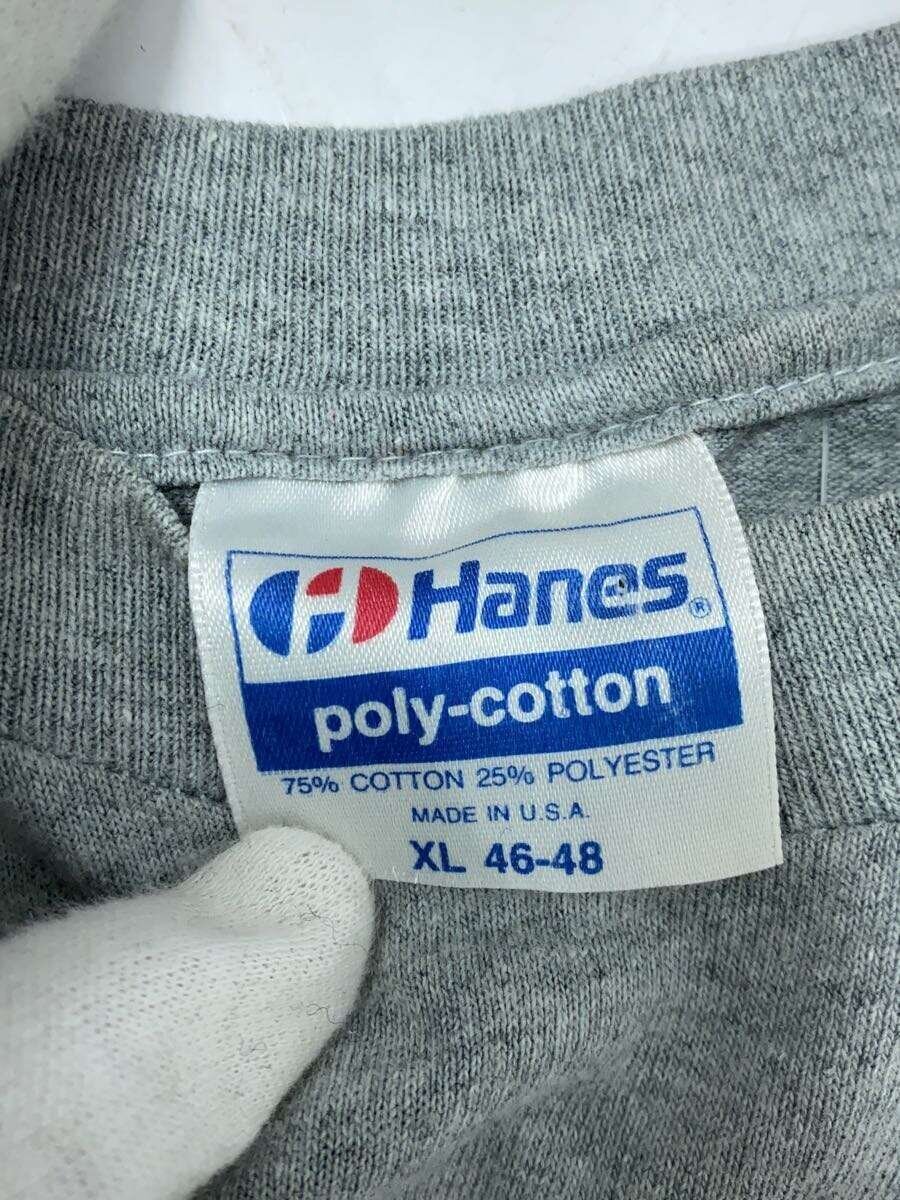 Hanes®
poly-cotton
75% COTTON 25% POLYESTER
MADE IN U.S.A.
XL 46-48